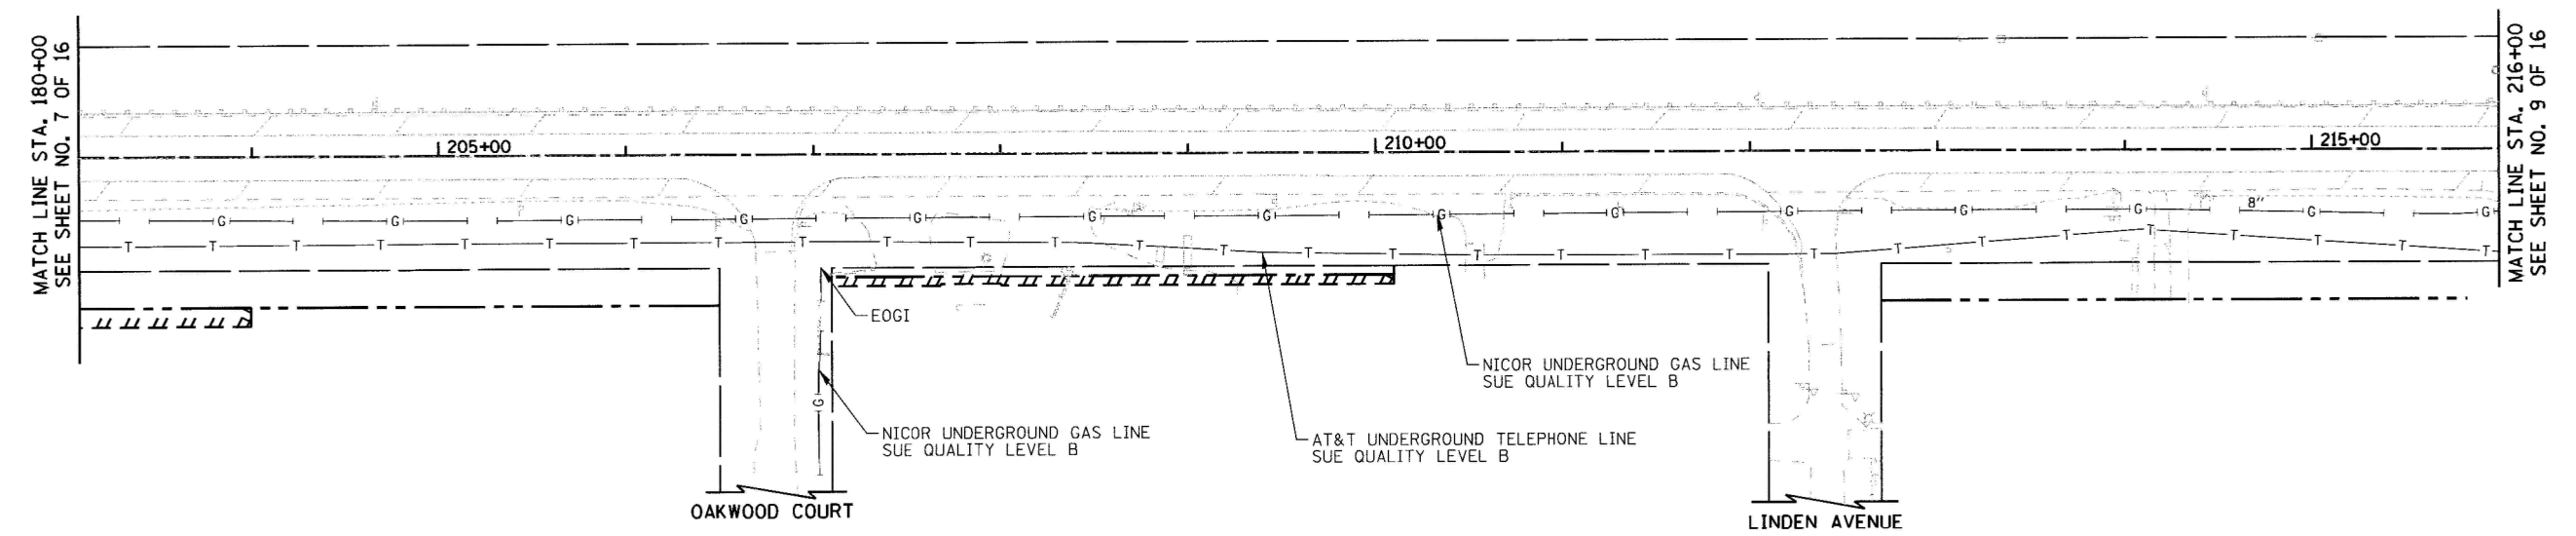 MATCH LINE STA. 180+00
SEE SHEET NO. 7 OF 16
205+00
210+00
215+00
MATCH LINE STA. 216+00
SEE SHEET NO. 9 OF 16
G G G G G G G G G G G G 8" G G
T T T T T T T T T T T T T T T T T T T T T T T T T T T T T
EOGI
G
NICOR UNDERGROUND GAS LINE
SUE QUALITY LEVEL B
NICOR UNDERGROUND GAS LINE
SUE QUALITY LEVEL B
AT&T UNDERGROUND TELEPHONE LINE
SUE QUALITY LEVEL B
OAKWOOD COURT
LINDEN AVENUE